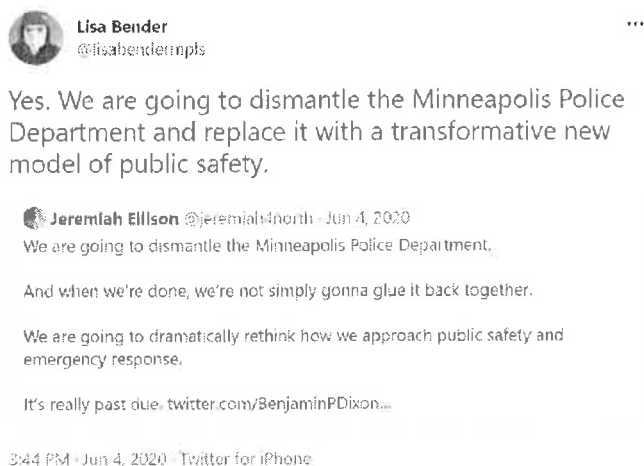 Lisa Bender
@lisabendermpls
Yes. We are going to dismantle the Minneapolis Police
Department and replace it with a transformative new
model of public safety.
Jeremiah Ellison @jeremiah4north · Jun 4, 2020
We are going to dismantle the Minneapolis Police Department.
And when we're done, we're not simply gonna glue it back together.
We are going to dramatically rethink how we approach public safety and
emergency response.
It's really past due. twitter.com/BenjaminPDixon...
3:44 PM · Jun 4, 2020 · Twitter for iPhone